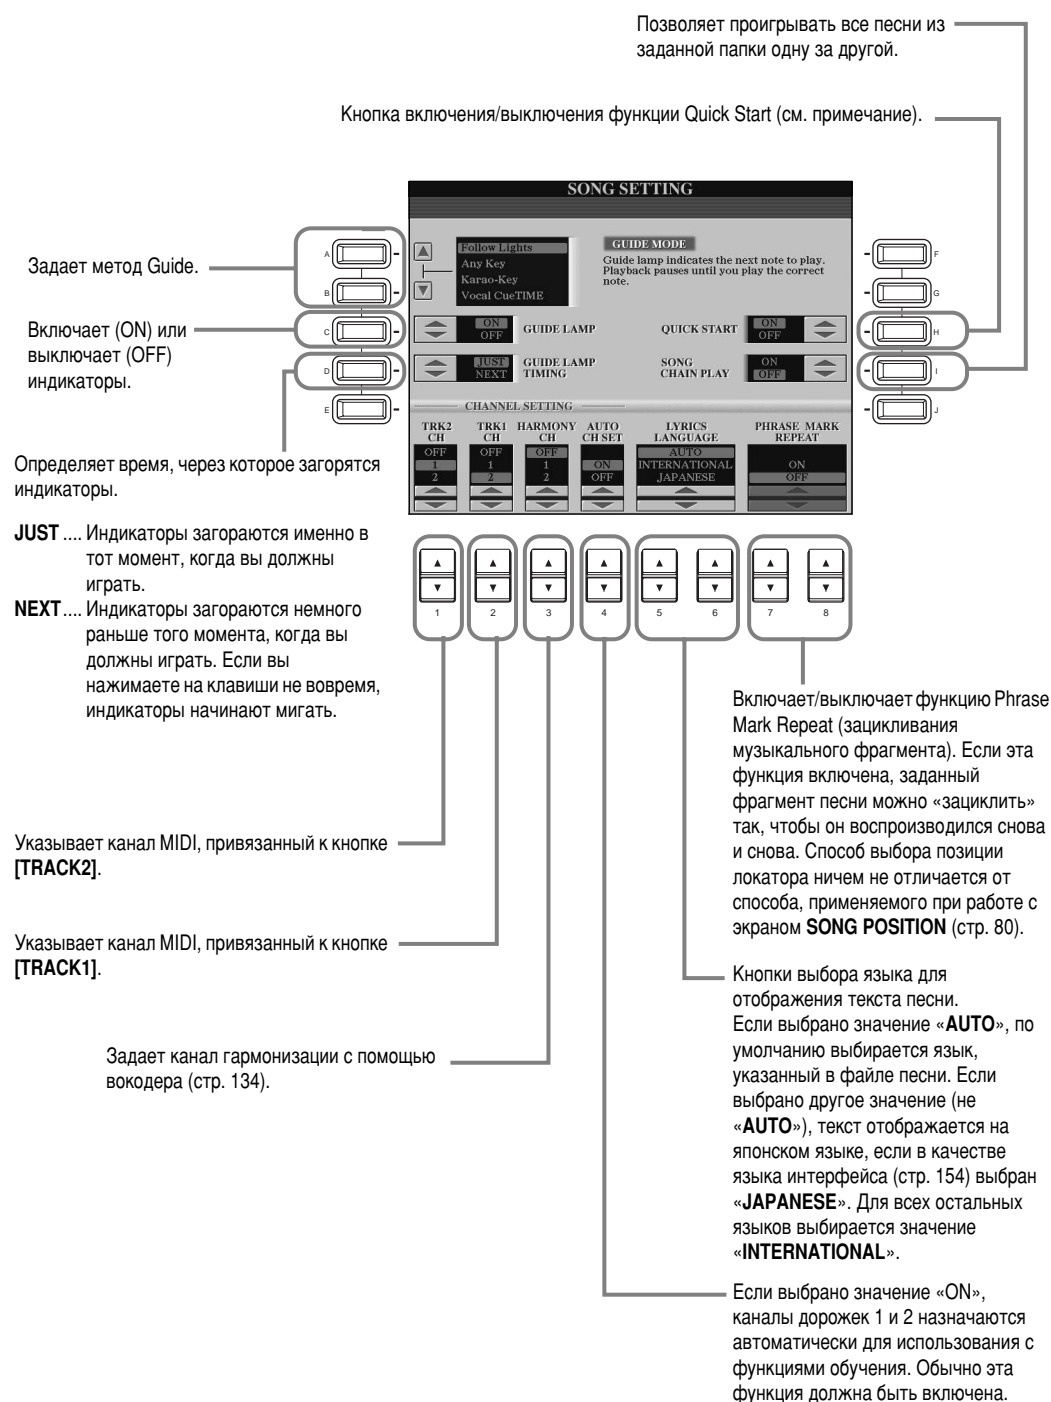 Позволяет проигрывать все песни из
заданной папки одну за другой.
Кнопка включения/выключения функции Quick Start (см. примечание).
SONG SETTING
Задает метод Guide.
A
B
Follow Lights
Any Key
Karao-Key
Vocal CueTIME
GUIDE MODE
Guide lamp indicates the next note to play.
Playback pauses until you play the correct
note.
F
G
Включает (ON) или
выключает (OFF)
индикаторы.
C
ON
OFF
GUIDE LAMP
QUICK START
ON
OFF
H
D
JUST
NEXT
GUIDE LAMP
TIMING
SONG
CHAIN PLAY
ON
OFF
I
E
J
CHANNEL SETTING
TRK2
CH
OFF
1
2
TRK1
CH
OFF
1
2
HARMONY
CH
OFF
1
2
AUTO
CH SET
ON
OFF
LYRICS
LANGUAGE
AUTO
INTERNATIONAL
JAPANESE
PHRASE MARK
REPEAT
ON
OFF
1 2 3 4 5 6 7 8
Определяет время, через которое загорятся
индикаторы.
JUST .... Индикаторы загораются именно в
тот момент, когда вы должны
играть.
NEXT .... Индикаторы загораются немного
раньше того момента, когда вы
должны играть. Если вы
нажимаете на клавиши не вовремя,
индикаторы начинают мигать.
Указывает канал MIDI, привязанный к кнопке
[TRACK2].
Указывает канал MIDI, привязанный к кнопке
[TRACK1].
Задает канал гармонизации с помощью
вокодера (стр. 134).
Включает/выключает функцию Phrase
Mark Repeat (зацикливания
музыкального фрагмента). Если эта
функция включена, заданный
фрагмент песни можно «зациклить»
так, чтобы он воспроизводился снова
и снова. Способ выбора позиции
локатора ничем не отличается от
способа, применяемого при работе с
экраном SONG POSITION (стр. 80).
Кнопки выбора языка для
отображения текста песни.
Если выбрано значение «AUTO», по
умолчанию выбирается язык,
указанный в файле песни. Если
выбрано другое значение (не
«AUTO»), текст отображается на
японском языке, если в качестве
языка интерфейса (стр. 154) выбран
«JAPANESE». Для всех остальных
языков выбирается значение
«INTERNATIONAL».
Если выбрано значение «ON»,
каналы дорожек 1 и 2 назначаются
автоматически для использования с
функциями обучения. Обычно эта
функция должна быть включена.